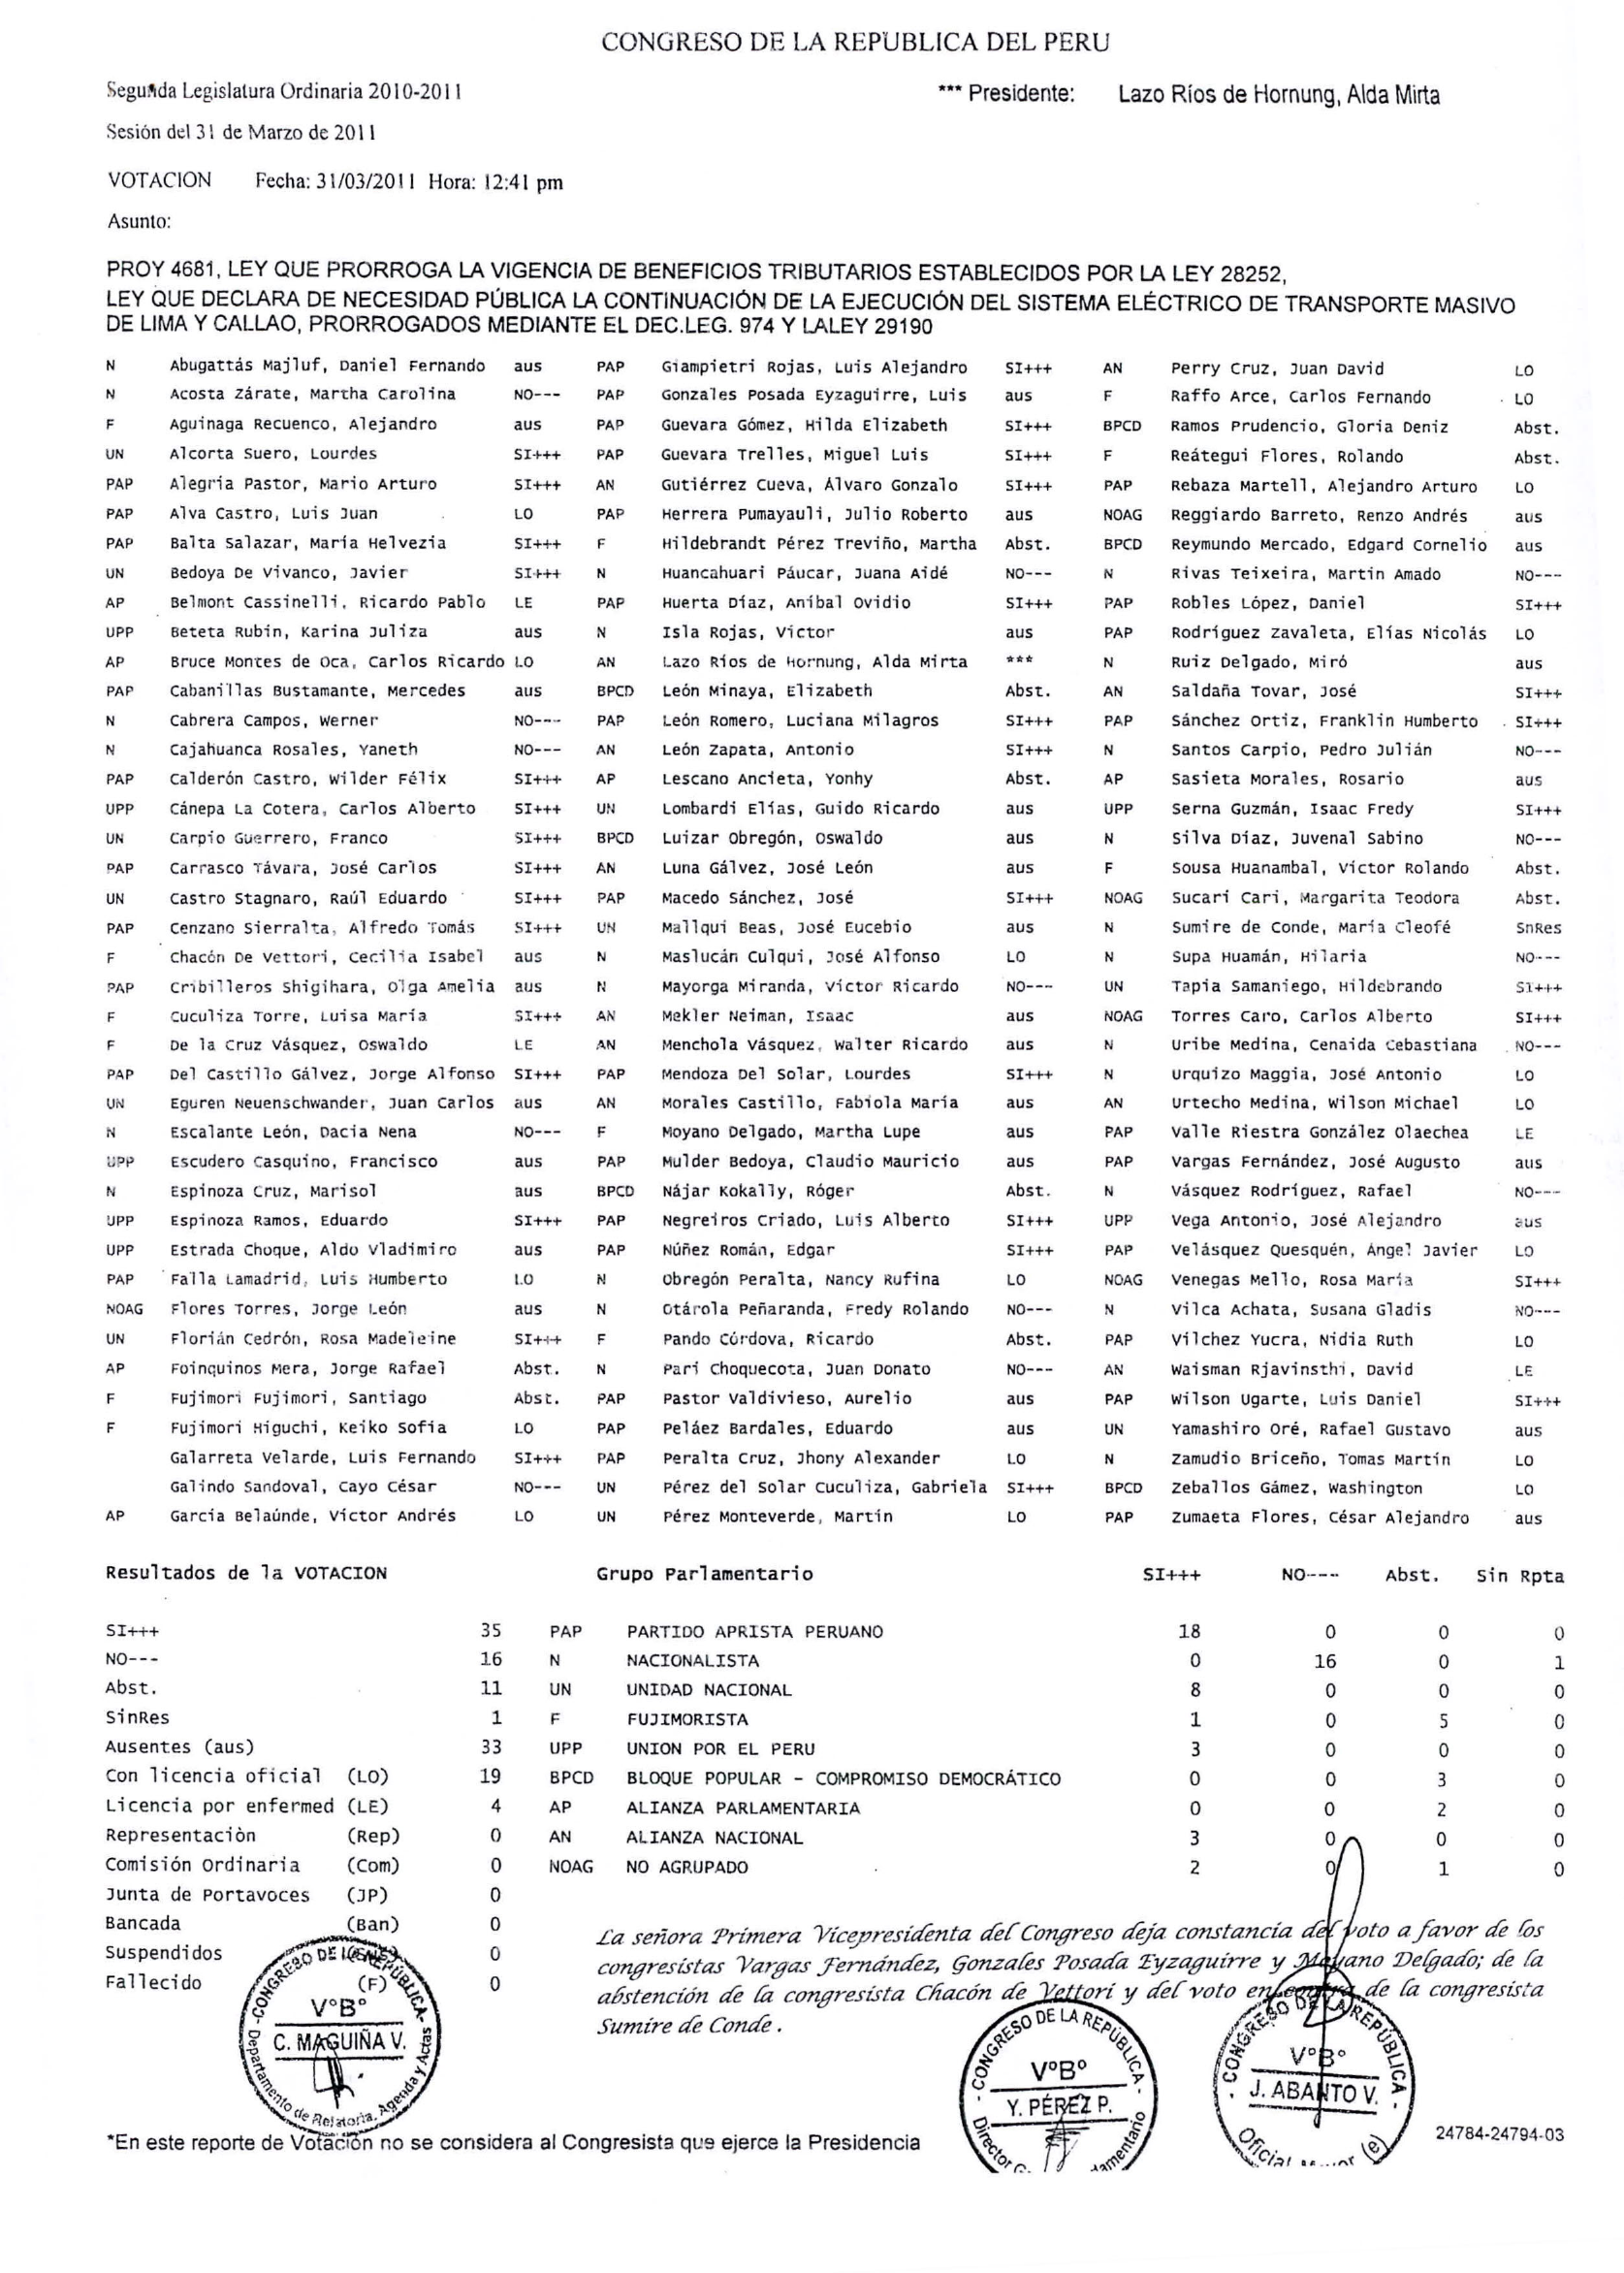 CONGRESO DE LA REPUBLICA DEL PERU
Segunda Legislatura Ordinaria 2010-2011 *** Presidente: Lazo Ríos de Hornung, Alda Mirta
Sesión del 31 de Marzo de 2011
VOTACION Fecha: 31/03/2011 Hora: 12:41 pm
Asunto:
PROY 4681, LEY QUE PRORROGA LA VIGENCIA DE BENEFICIOS TRIBUTARIOS ESTABLECIDOS POR LA LEY 28252,
LEY QUE DECLARA DE NECESIDAD PÚBLICA LA CONTINUACIÓN DE LA EJECUCIÓN DEL SISTEMA ELÉCTRICO DE TRANSPORTE MASIVO
DE LIMA Y CALLAO, PRORROGADOS MEDIANTE EL DEC.LEG. 974 Y LALEY 29190
N Abugattás Majluf, Daniel Fernando aus PAP Giampietri Rojas, Luis Alejandro SI+++ AN Perry Cruz, Juan David LO
N Acosta Zárate, Martha Carolina NO--- PAP Gonzales Posada Eyzaguirre, Luis aus F Raffo Arce, Carlos Fernando LO
F Aguinaga Recuenco, Alejandro aus PAP Guevara Gómez, Hilda Elizabeth SI+++ BPCD Ramos Prudencio, Gloria Deniz Abst.
UN Alcorta Suero, Lourdes SI+++ PAP Guevara Trelles, Miguel Luis SI+++ F Reátegui Flores, Rolando Abst.
PAP Alegría Pastor, Mario Arturo SI+++ AN Gutiérrez Cueva, Álvaro Gonzalo SI+++ PAP Rebaza Martell, Alejandro Arturo LO
PAP Alva Castro, Luis Juan LO PAP Herrera Pumayauli, Julio Roberto aus NOAG Reggiardo Barreto, Renzo Andrés aus
PAP Balta Salazar, María Helvezia SI+++ F Hildebrandt Pérez Treviño, Martha Abst. BPCD Reymundo Mercado, Edgard Cornelio aus
UN Bedoya De Vivanco, Javier SI+++ N Huancahuari Páucar, Juana Aidé NO--- N Rivas Teixeira, Martin Amado NO---
AP Belmont Cassinelli, Ricardo Pablo LE PAP Huerta Díaz, Aníbal Ovidio SI+++ PAP Robles López, Daniel SI+++
UPP Beteta Rubín, Karina Juliza aus N Isla Rojas, Víctor aus PAP Rodríguez Zavaleta, Elías Nicolás LO
AP Bruce Montes de Oca, Carlos Ricardo LO AN Lazo Ríos de Hornung, Alda Mirta *** N Ruiz Delgado, Miró aus
PAP Cabanillas Bustamante, Mercedes aus BPCD León Minaya, Elizabeth Abst. AN Saldaña Tovar, José SI+++
N Cabrera Campos, Werner NO--- PAP León Romero, Luciana Milagros SI+++ PAP Sánchez Ortiz, Franklin Humberto SI+++
N Cajahuanca Rosales, Yaneth NO--- AN León Zapata, Antonio SI+++ N Santos Carpio, Pedro Julián NO---
PAP Calderón Castro, Wilder Félix SI+++ AP Lescano Ancieta, Yonhy Abst. AP Sasieta Morales, Rosario aus
UPP Cánepa La Cotera, Carlos Alberto SI+++ UN Lombardi Elías, Guido Ricardo aus UPP Serna Guzmán, Isaac Fredy SI+++
UN Carpio Guerrero, Franco SI+++ BPCD Luizar Obregón, Oswaldo aus N Silva Díaz, Juvenal Sabino NO---
PAP Carrasco Távara, José Carlos SI+++ AN Luna Gálvez, José León aus F Sousa Huanambal, Victor Rolando Abst.
UN Castro Stagnaro, Raúl Eduardo SI+++ PAP Macedo Sánchez, José SI+++ NOAG Sucari Cari, Margarita Teodora Abst.
PAP Cenzano Sierralta, Alfredo Tomás SI+++ UN Mallqui Beas, José Eucebio aus N Sumire de Conde, María Cleofé SnRes
F Chacón De Vettori, Cecilia Isabel aus N Maslucán Culqui, José Alfonso LO N Supa Huamán, Hilaria NO---
PAP Cribilleros Shigihara, Olga Amelia aus N Mayorga Miranda, Víctor Ricardo NO--- UN Tapia Samaniego, Hildebrando SI+++
F Cuculiza Torre, Luisa María SI+++ AN Mekler Neiman, Isaac aus NOAG Torres Caro, Carlos Alberto SI+++
F De la Cruz Vásquez, Oswaldo LE AN Menchola Vásquez, Walter Ricardo aus N Uribe Medina, Cenaida Cebastiana NO---
PAP Del Castillo Gálvez, Jorge Alfonso SI+++ PAP Mendoza Del Solar, Lourdes SI+++ N Urquizo Maggia, José Antonio LO
UN Eguren Neuenschwander, Juan Carlos aus AN Morales Castillo, Fabiola María aus AN Urtecho Medina, Wilson Michael LO
N Escalante León, Dacia Nena NO--- F Moyano Delgado, Martha Lupe aus PAP Valle Riestra González Olaechea LE
UPP Escudero Casquino, Francisco aus PAP Mulder Bedoya, Claudio Mauricio aus PAP Vargas Fernández, José Augusto aus
N Espinoza Cruz, Marisol aus BPCD Nájar Kokally, Róger Abst. N Vásquez Rodríguez, Rafael NO---
UPP Espinoza Ramos, Eduardo SI+++ PAP Negreiros Criado, Luis Alberto SI+++ UPP Vega Antonio, José Alejandro aus
UPP Estrada Choque, Aldo Vladimiro aus PAP Núñez Román, Edgar SI+++ PAP Velásquez Quesquén, Ángel Javier LO
PAP Falla Lamadrid, Luis Humberto LO N Obregón Peralta, Nancy Rufina LO NOAG Venegas Mello, Rosa María SI+++
NOAG Flores Torres, Jorge León aus N Otárola Peñaranda, Fredy Rolando NO--- N Vilca Achata, Susana Gladis NO---
UN Florián Cedrón, Rosa Madeleine SI+++ F Pando Córdova, Ricardo Abst. PAP Vilchez Yucra, Nidia Ruth LO
AP Foinquinos Mera, Jorge Rafael Abst. N Pari Choquecota, Juan Donato NO--- AN Waisman Rjavinsthi, David LE
F Fujimori Fujimori, Santiago Abst. PAP Pastor Valdivieso, Aurelio aus PAP Wilson Ugarte, Luis Daniel SI+++
F Fujimori Higuchi, Keiko Sofía LO PAP Peláez Bardales, Eduardo aus UN Yamashiro Oré, Rafael Gustavo aus
Galarreta Velarde, Luis Fernando SI+++ PAP Peralta Cruz, Jhony Alexander LO N Zamudio Briceño, Tomas Martín LO
Galindo Sandoval, Cayo César NO--- UN Pérez del Solar Cuculiza, Gabriela SI+++ BPCD Zeballos Gámez, Washington LO
AP García Belaúnde, Víctor Andrés LO UN Pérez Monteverde, Martín LO PAP Zumaeta Flores, César Alejandro aus
Resultados de la VOTACION Grupo Parlamentario SI+++ NO---- Abst. Sin Rpta
SI+++ 35 PAP PARTIDO APRISTA PERUANO 18 0 0 0
NO--- 16 N NACIONALISTA 0 16 0 1
Abst. 11 UN UNIDAD NACIONAL 8 0 0 0
SinRes 1 F FUJIMORISTA 1 0 5 0
Ausentes (aus) 33 UPP UNION POR EL PERU 3 0 0 0
Con licencia oficial (LO) 19 BPCD BLOQUE POPULAR - COMPROMISO DEMOCRÁTICO 0 0 3 0
Licencia por enfermed (LE) 4 AP ALIANZA PARLAMENTARIA 0 0 2 0
Representación (Rep) 0 AN ALIANZA NACIONAL 3 0 0 0
Comisión Ordinaria (Com) 0 NOAG NO AGRUPADO 2 0 1 0
Junta de Portavoces (JP) 0
Bancada (Ban) 0
Suspendidos 0
Fallecido (F) 0
La señora Primera Vicepresidenta del Congreso deja constancia del voto a favor de los
congresistas Vargas Fernández, Gonzales Posada Eyzaguirre y Moyano Delgado; de la
abstención de la congresista Chacón de Vettori y del voto en contra de la congresista
Sumire de Conde.
-CONGRESO DE LA REPÚBLICA-
V°B°
C. MAGUIÑA V.
Departamento de Relatoría, Agenda y Actas
- CONGRESO DE LA REPÚBLICA -
V°B°
Y. PÉREZ P.
Director
- CONGRESO DE LA REPÚBLICA -
V°B°
J. ABANTO V.
Oficial Mayor (e)
*En este reporte de Votación no se considera al Congresista que ejerce la Presidencia
24784-24794-03